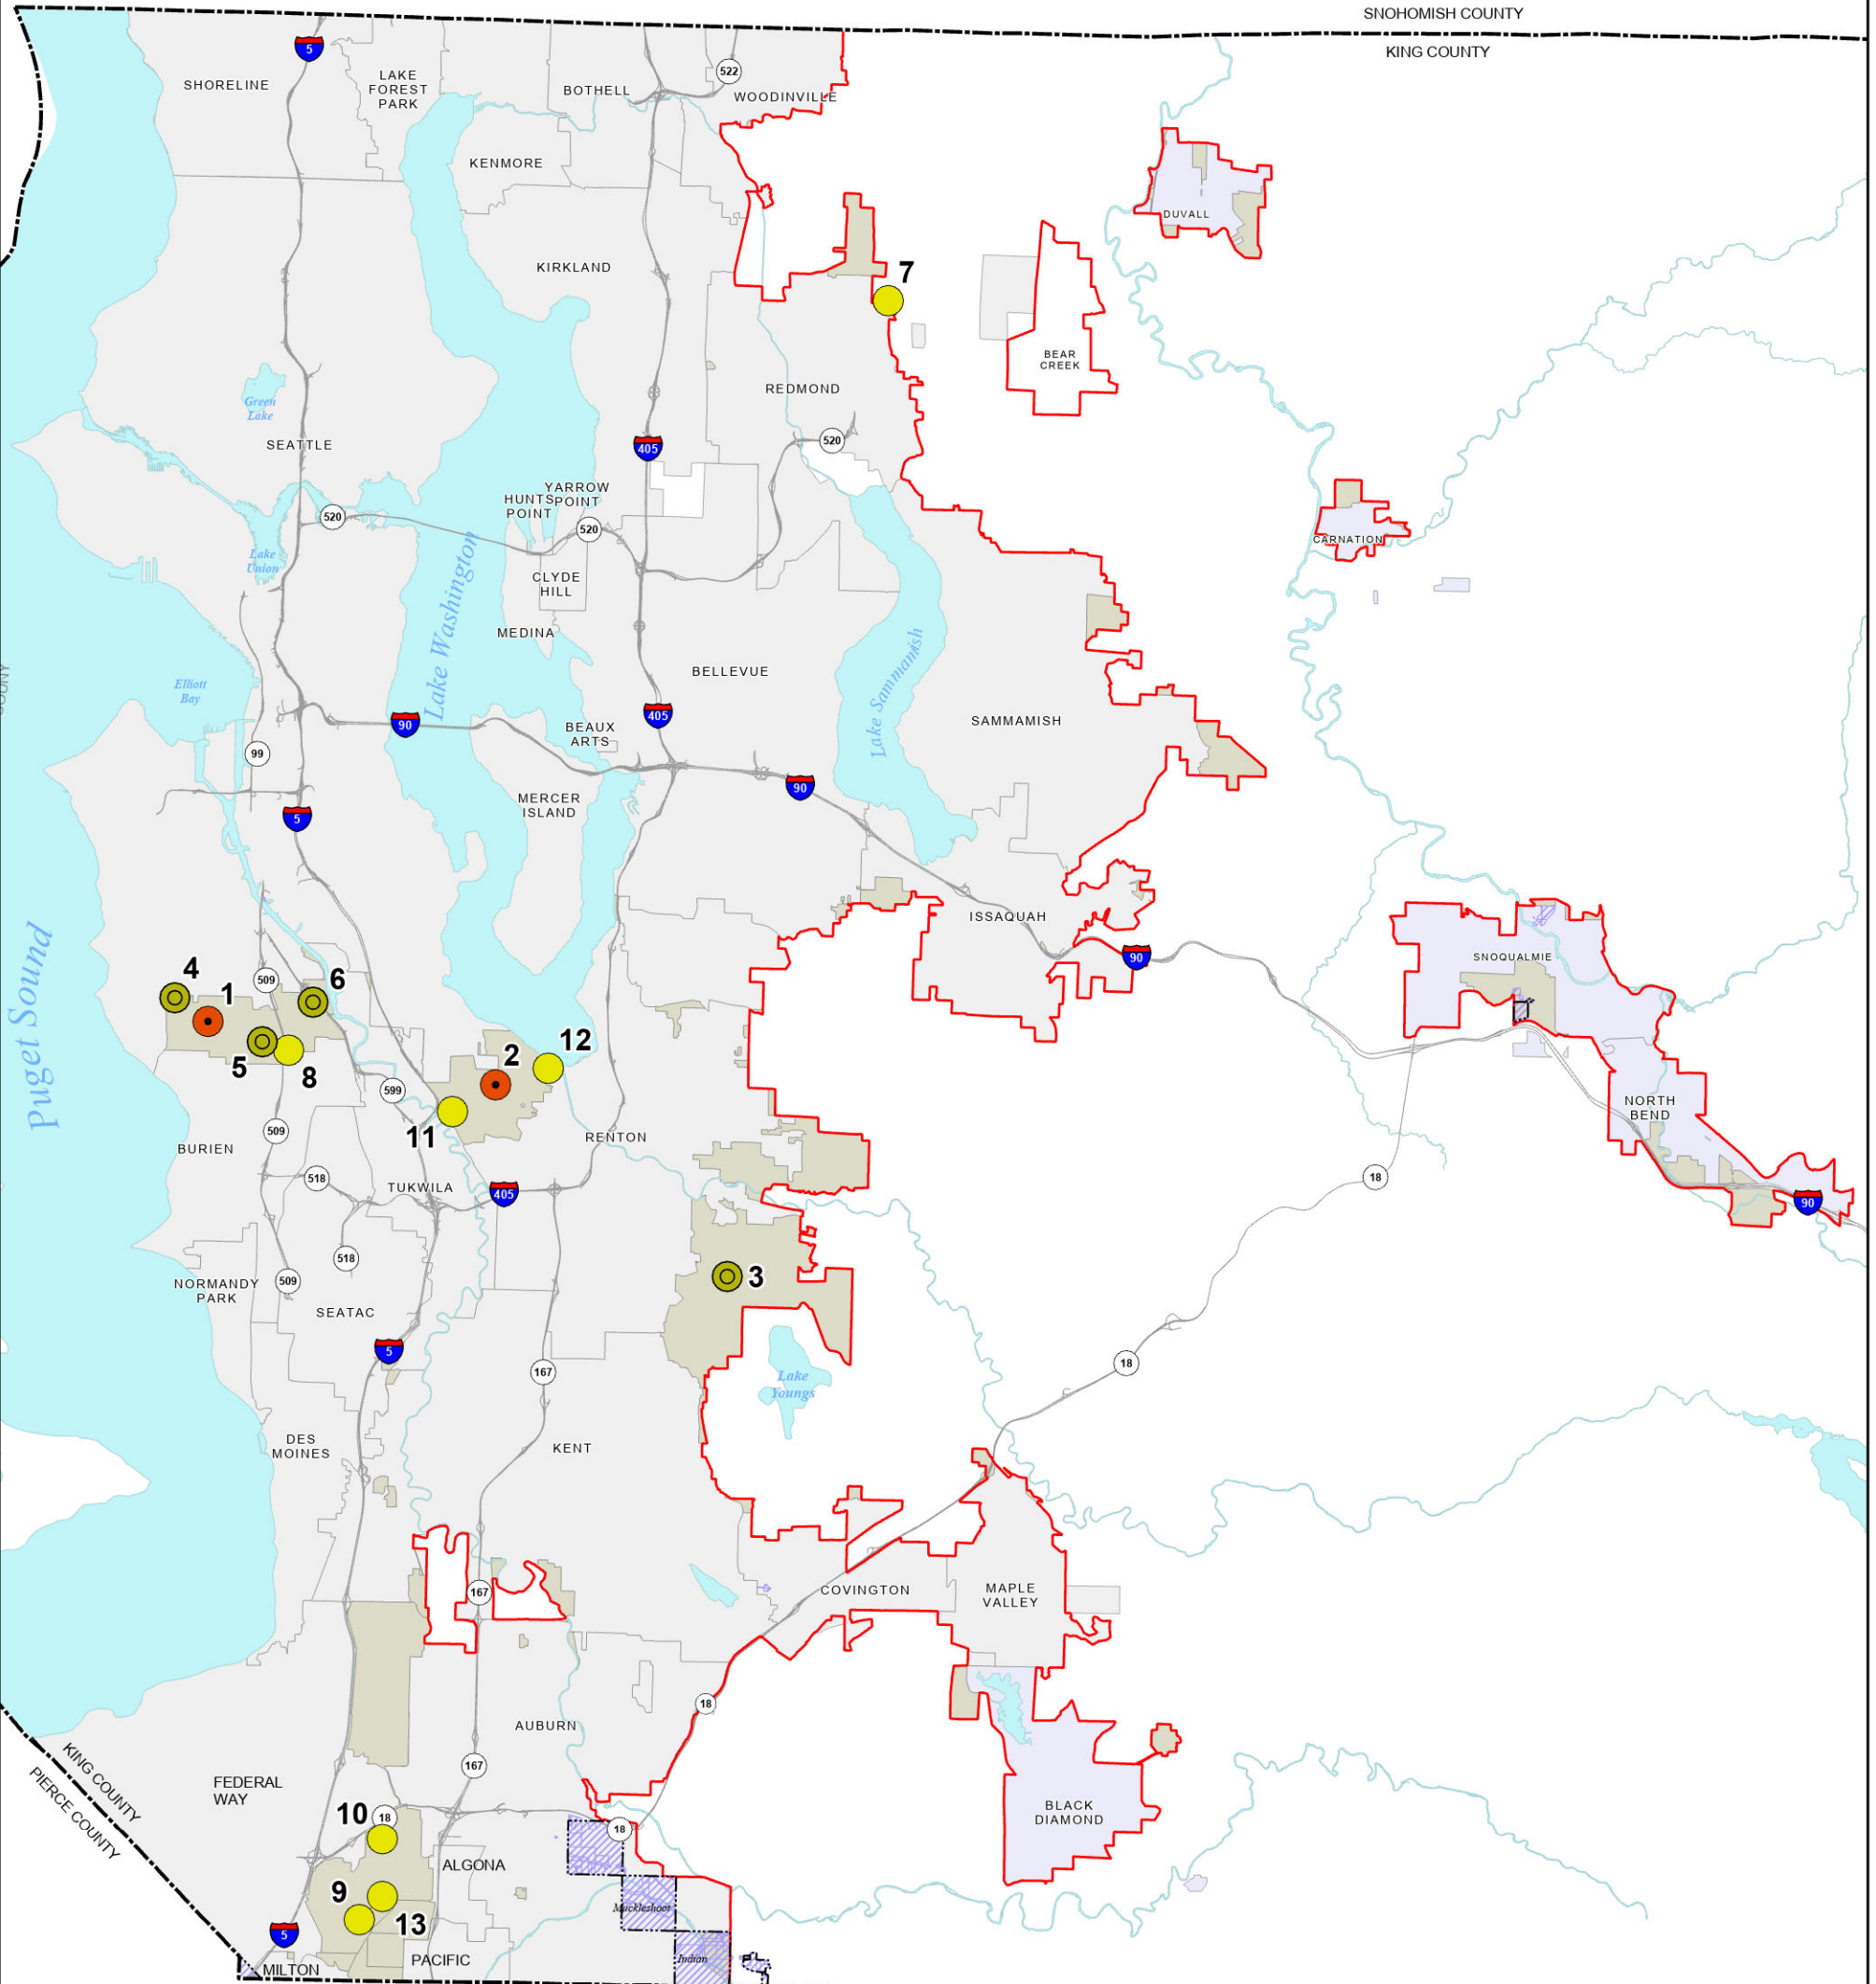 SNOHOMISH COUNTY
KING COUNTY
5
SHORELINE
LAKE
FOREST
PARK
BOTHELL
522
WOODINVILLE
KENMORE
DUVALL
KIRKLAND
7
BEAR
CREEK
REDMOND
Green
Lake
SEATTLE
405
520
YARROW
POINT
HUNTS
POINT
520
520
CARNATION
Lake
Union
CLYDE
HILL
Lake Washington
MEDINA
BELLEVUE
Lake Sammamish
Elliott
Bay
COUNTY
90
405
SAMMAMISH
BEAUX
ARTS
99
90
MERCER
ISLAND
5
ISSAQUAH
90
SNOQUALMIE
Puget Sound
4
1
509
6
5
8
2
12
599
11
NORTH
BEND
509
RENTON
BURIEN
518
TUKWILA
405
18
90
518
NORMANDY
PARK
509
3
SEATAC
5
167
18
Lake
Youngs
DES
MOINES
KENT
167
COVINGTON
MAPLE
VALLEY
18
AUBURN
KING COUNTY
PIERCE COUNTY
167
FEDERAL
WAY
10
18
18
BLACK
DIAMOND
ALGONA
9
13
Muckleshoot
5
PACIFIC
Indian
MILTON